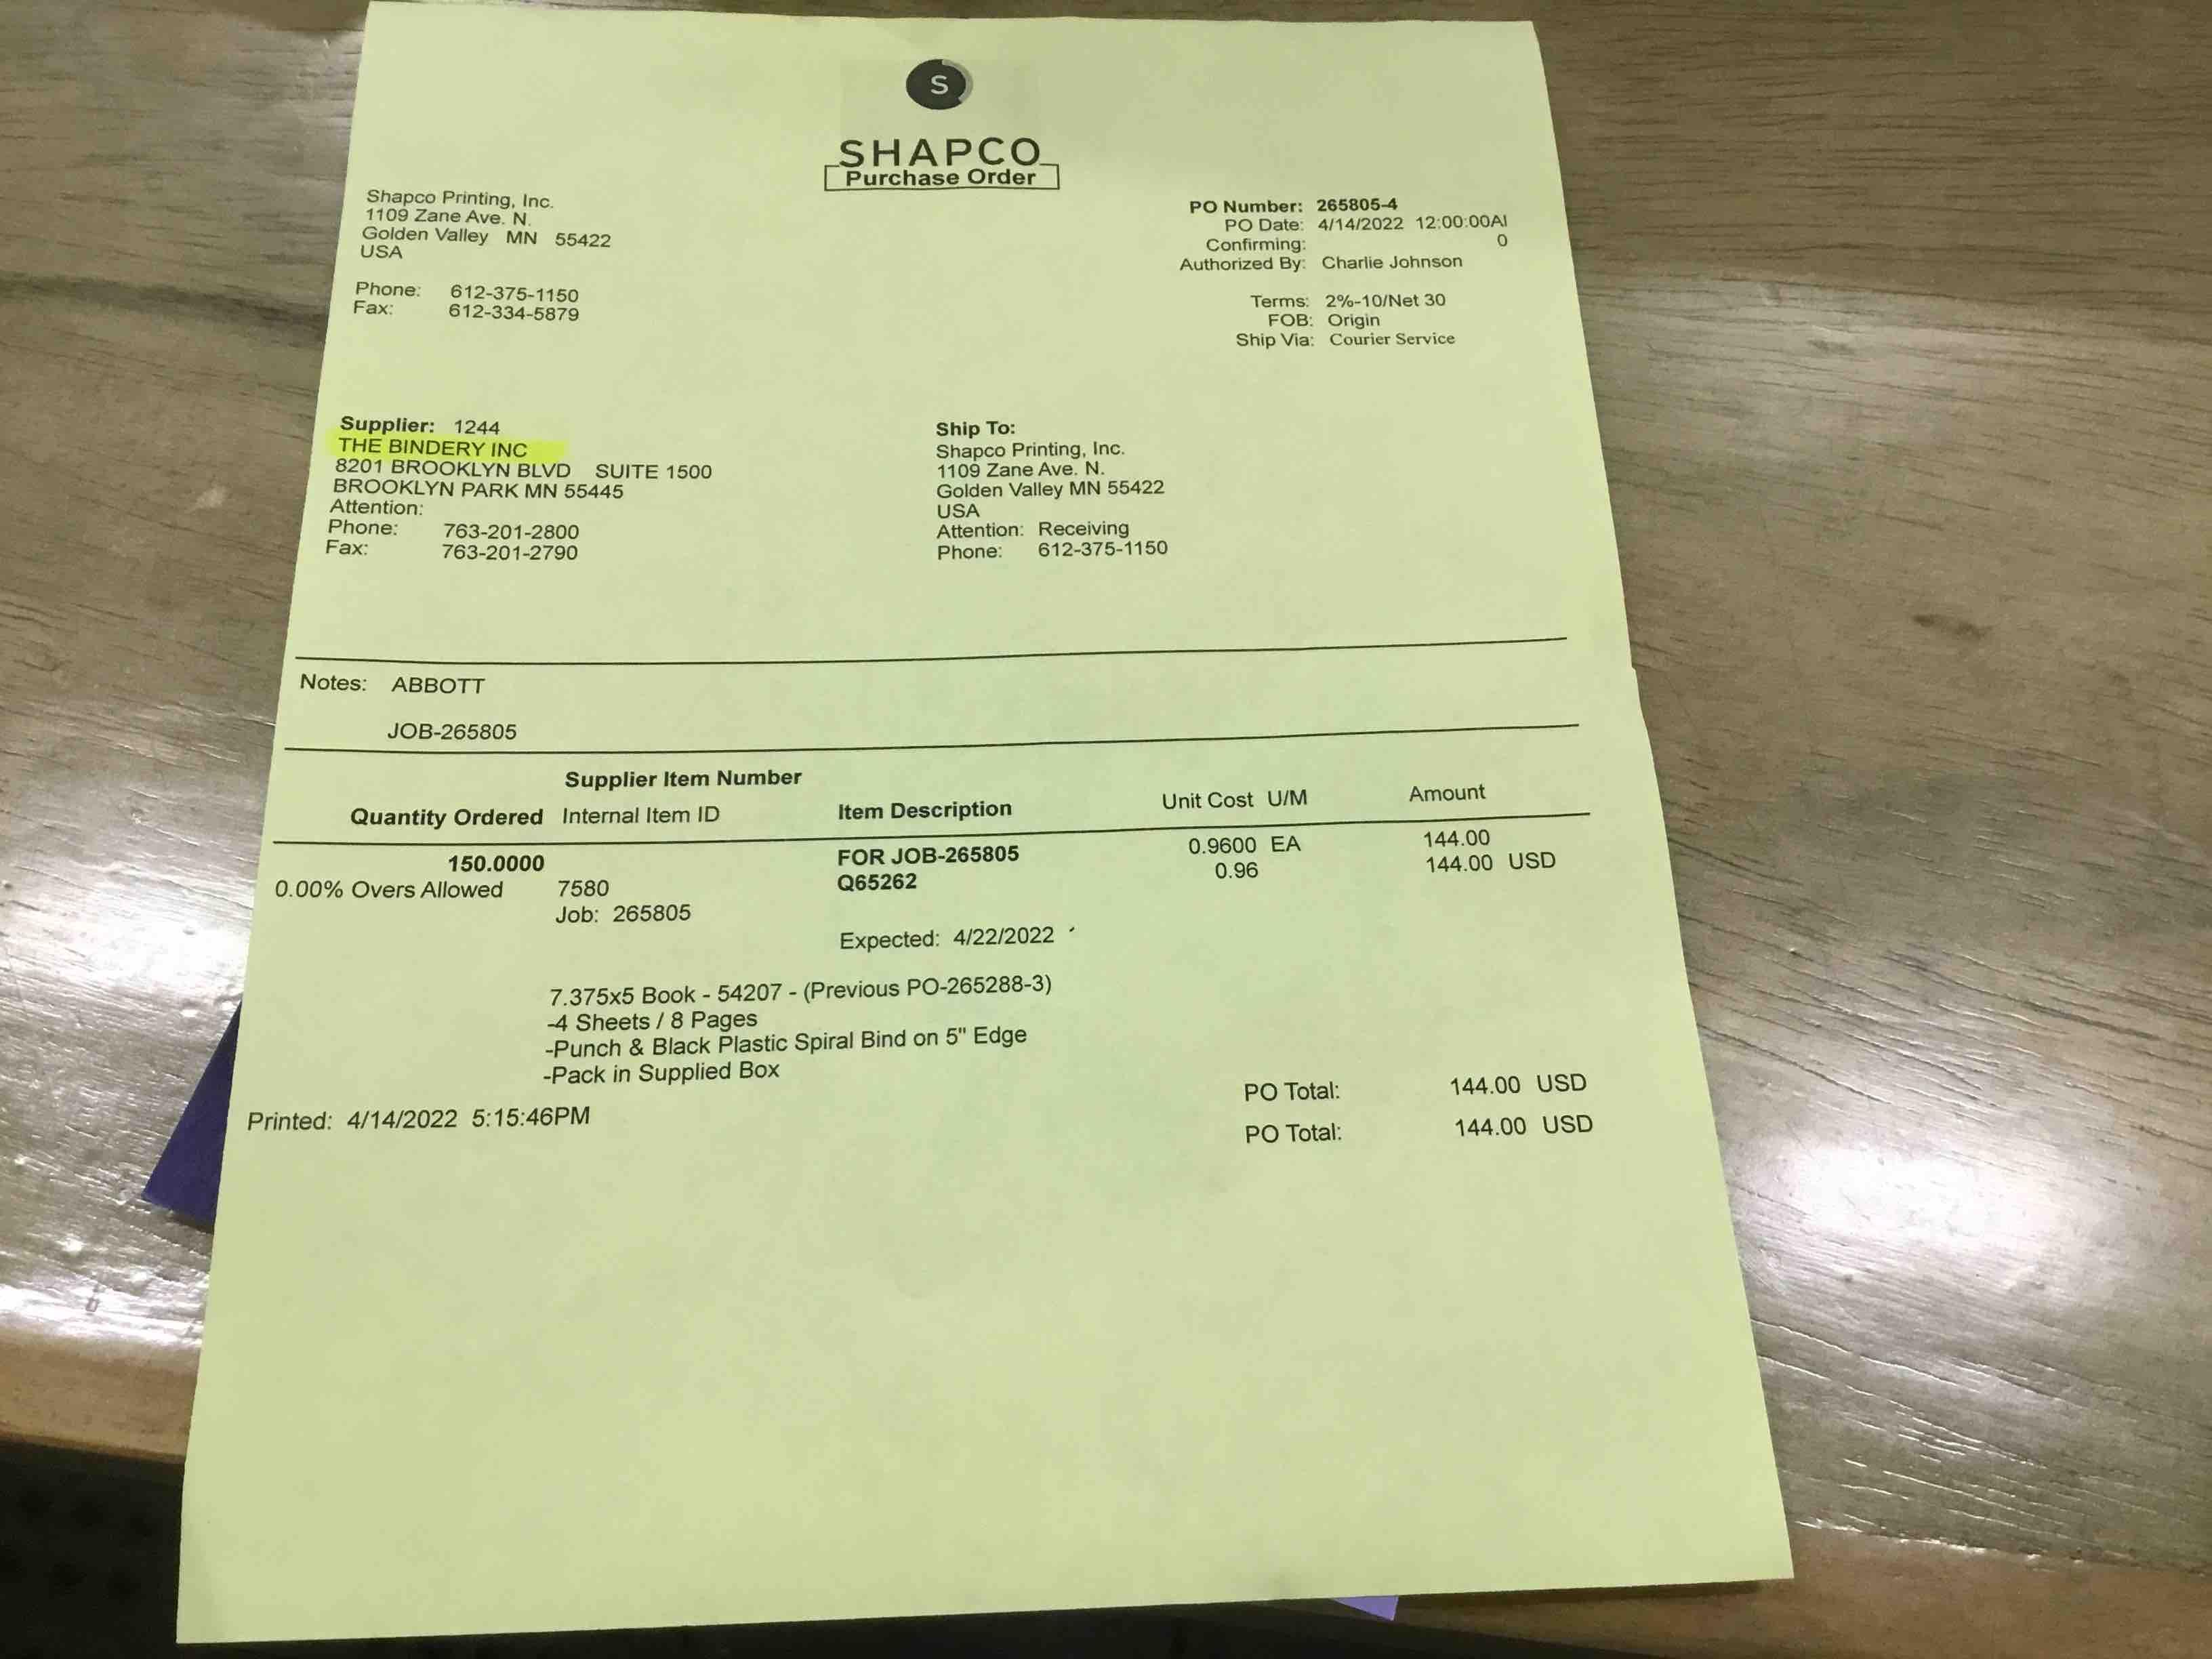 S
SHAPCO
Purchase Order
Shapco Printing, Inc.
1109 Zane Ave. N.
Golden Valley MN 55422
USA
Phone: 612-375-1150
Fax: 612-334-5879
PO Number: 265805-4
PO Date: 4/14/2022 12:00:00AI
Confirming: 0
Authorized By: Charlie Johnson
Terms: 2%-10/Net 30
FOB: Origin
Ship Via: Courier Service
Supplier: 1244
THE BINDERY INC
8201 BROOKLYN BLVD SUITE 1500
BROOKLYN PARK MN 55445
Attention:
Phone: 763-201-2800
Fax: 763-201-2790
Ship To:
Shapco Printing, Inc.
1109 Zane Ave. N.
Golden Valley MN 55422
USA
Attention: Receiving
Phone: 612-375-1150
Notes: ABBOTT
JOB-265805
Supplier Item Number
Quantity Ordered Internal Item ID Item Description Unit Cost U/M Amount
150.0000 FOR JOB-265805 0.9600 EA 144.00
0.00% Overs Allowed 7580 Q65262 0.96 144.00 USD
Job: 265805
Expected: 4/22/2022
7.375x5 Book - 54207 - (Previous PO-265288-3)
-4 Sheets / 8 Pages
-Punch & Black Plastic Spiral Bind on 5" Edge
-Pack in Supplied Box
PO Total: 144.00 USD
Printed: 4/14/2022 5:15:46PM
PO Total: 144.00 USD